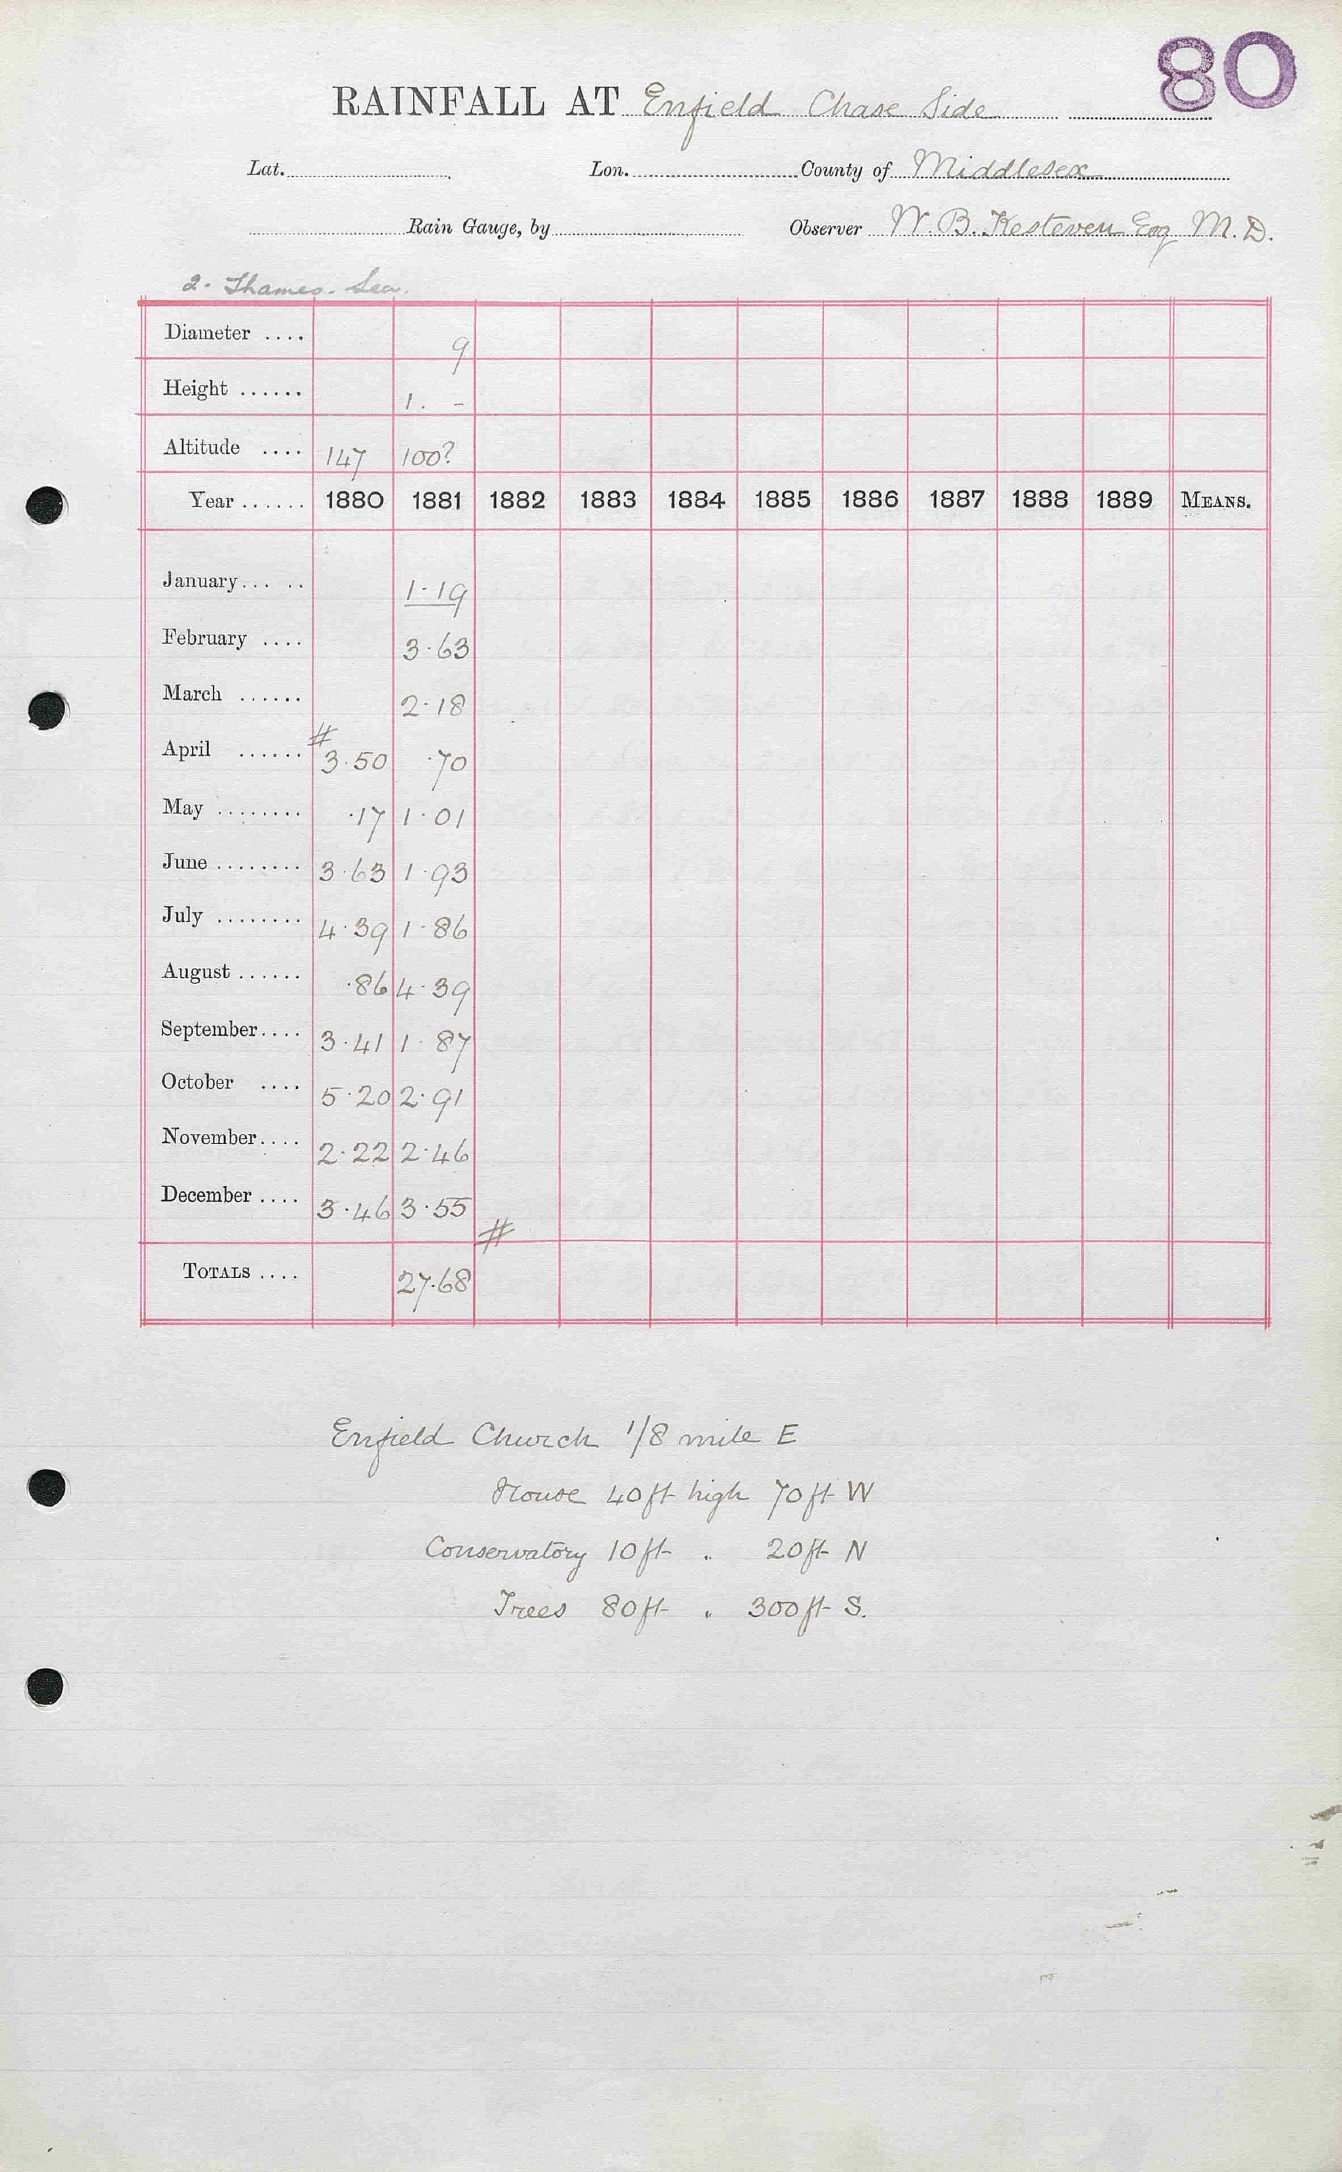 80
RAINFALL AT Enfield Chase Side
Lat. Lon. County of Middlesex
Rain Gauge, by Observer W. B. Kesteven Esq M. D.
2. Thames. Sea.
Diameter .... 9
Height ...... 1. -
Altitude .... 147 100?
Year ...... 1880 1881 1882 1883 1884 1885 1886 1887 1888 1889 MEANS.
January... .. 1.19
February .... 3.63
March ...... 2.18
April ...... # 3.50 .70
May ........ .17 1.01
June ........ 3.63 1.93
July ........ 4.39 1.86
August ...... .86 4.39
September.... 3.41 1.87
October .... 5.20 2.91
November.... 2.22 2.46
December .... 3.46 3.55 #
TOTALS .... 27.68
Enfield Church 1/8 mile E
House 40ft high 70ft W
Conservatory 10ft " 20ft N
Trees 80ft " 300ft S.